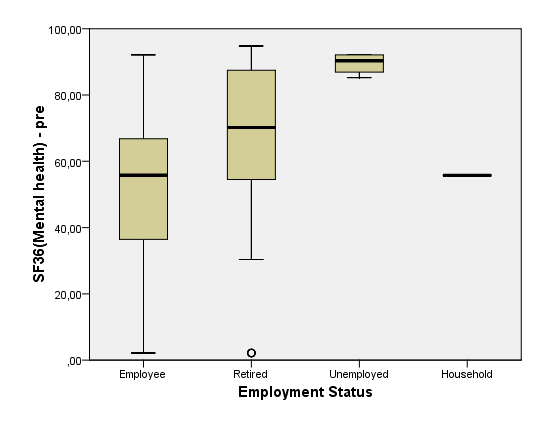 100,00
80,00
60,00
40,00
20,00
,00
SF36(Mental health) - pre
Employee Retired Unemployed Household
Employment Status